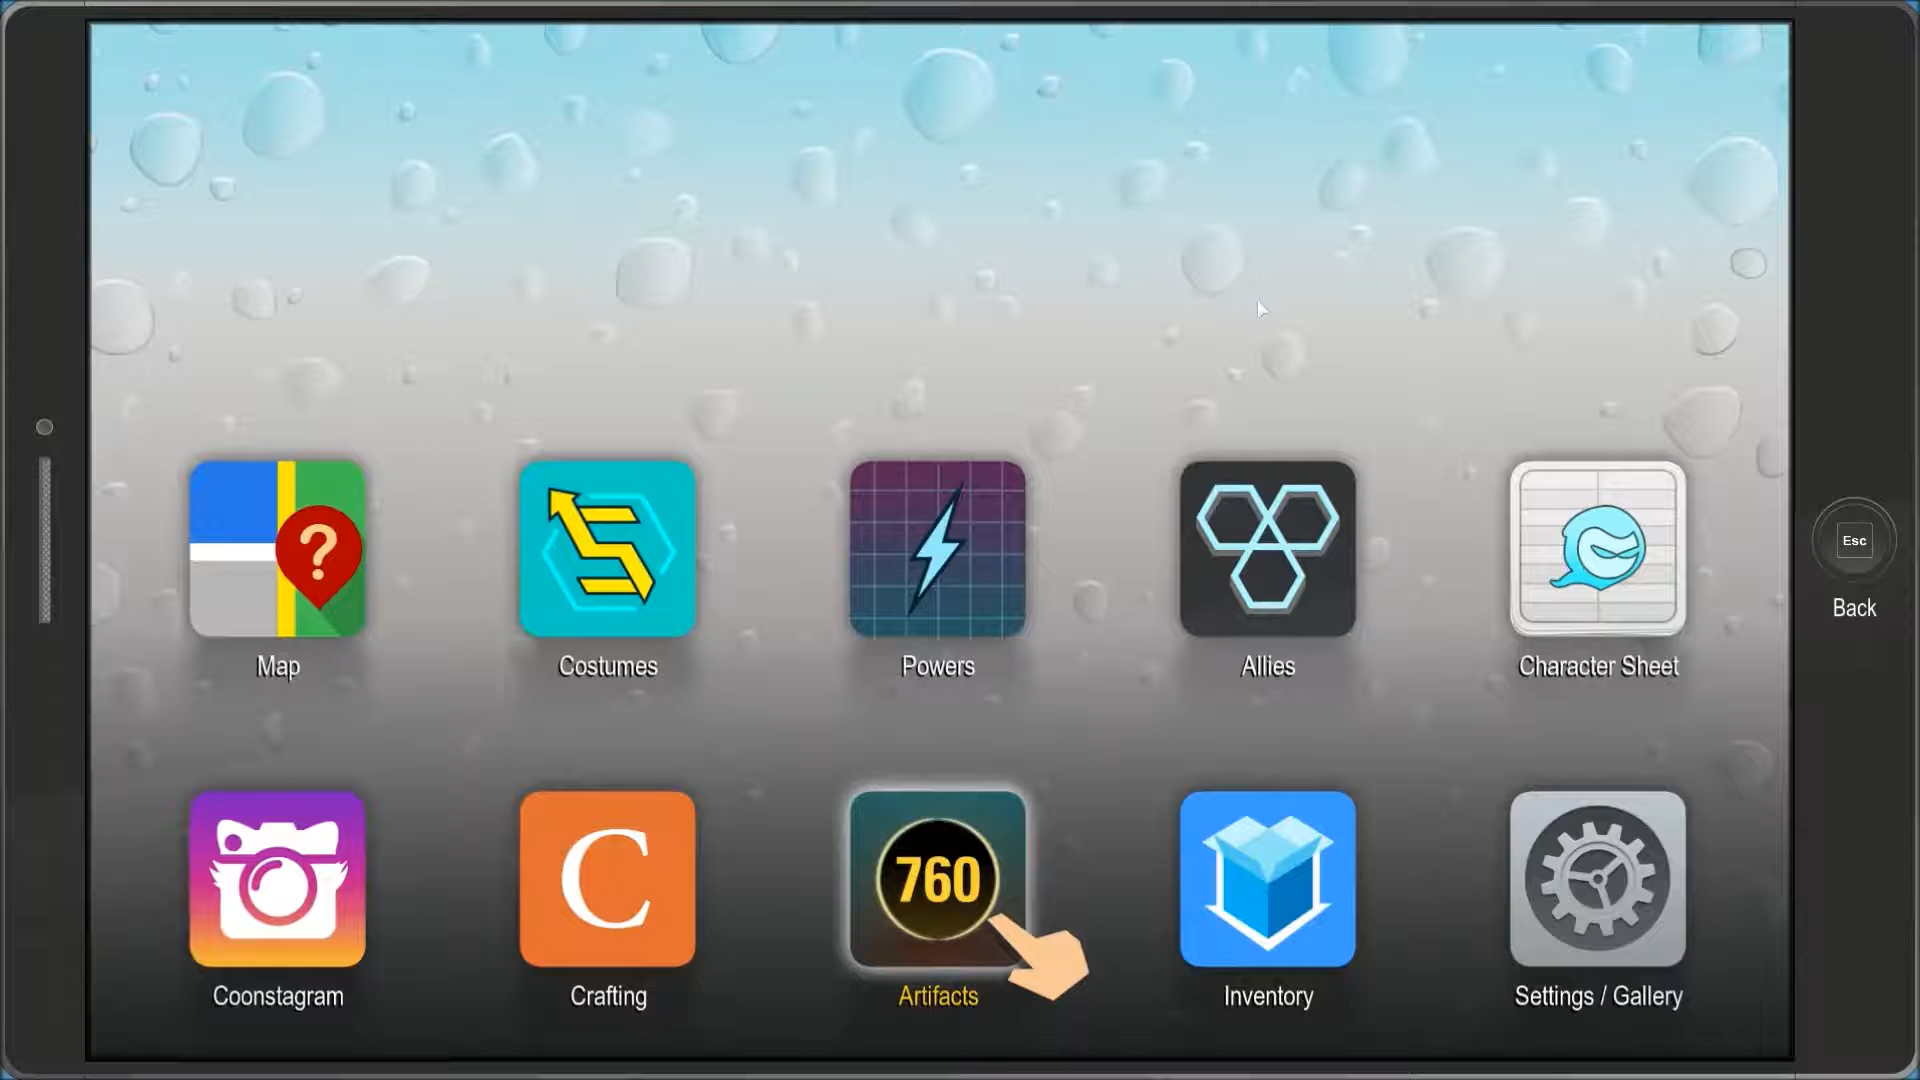 ?
Map
Costumes
Powers
Allies
Character Sheet
Esc
Back
C
760
Coonstagram
Crafting
Artifacts
Inventory
Settings / Gallery